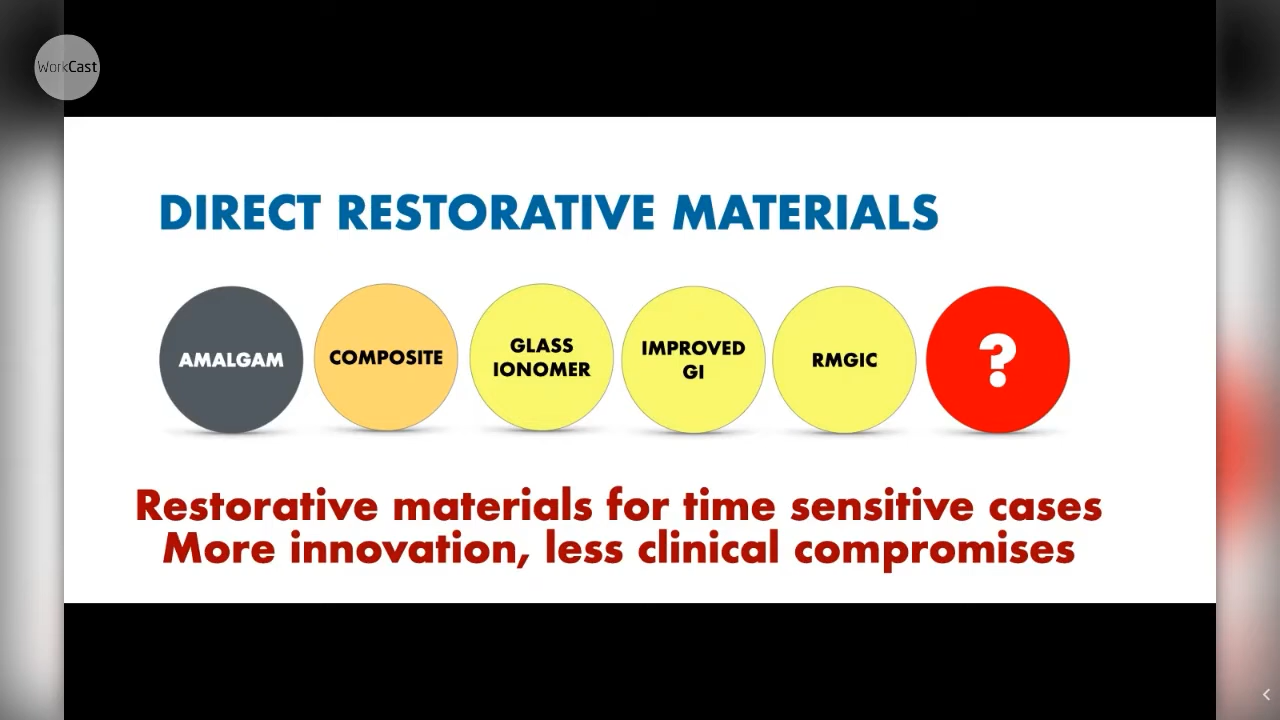 WorkCast
DIRECT RESTORATIVE MATERIALS
AMALGAM
COMPOSITE
GLASS
IONOMER
IMPROVED
GI
RMGIC
?
Restorative materials for time sensitive cases
More innovation, less clinical compromises